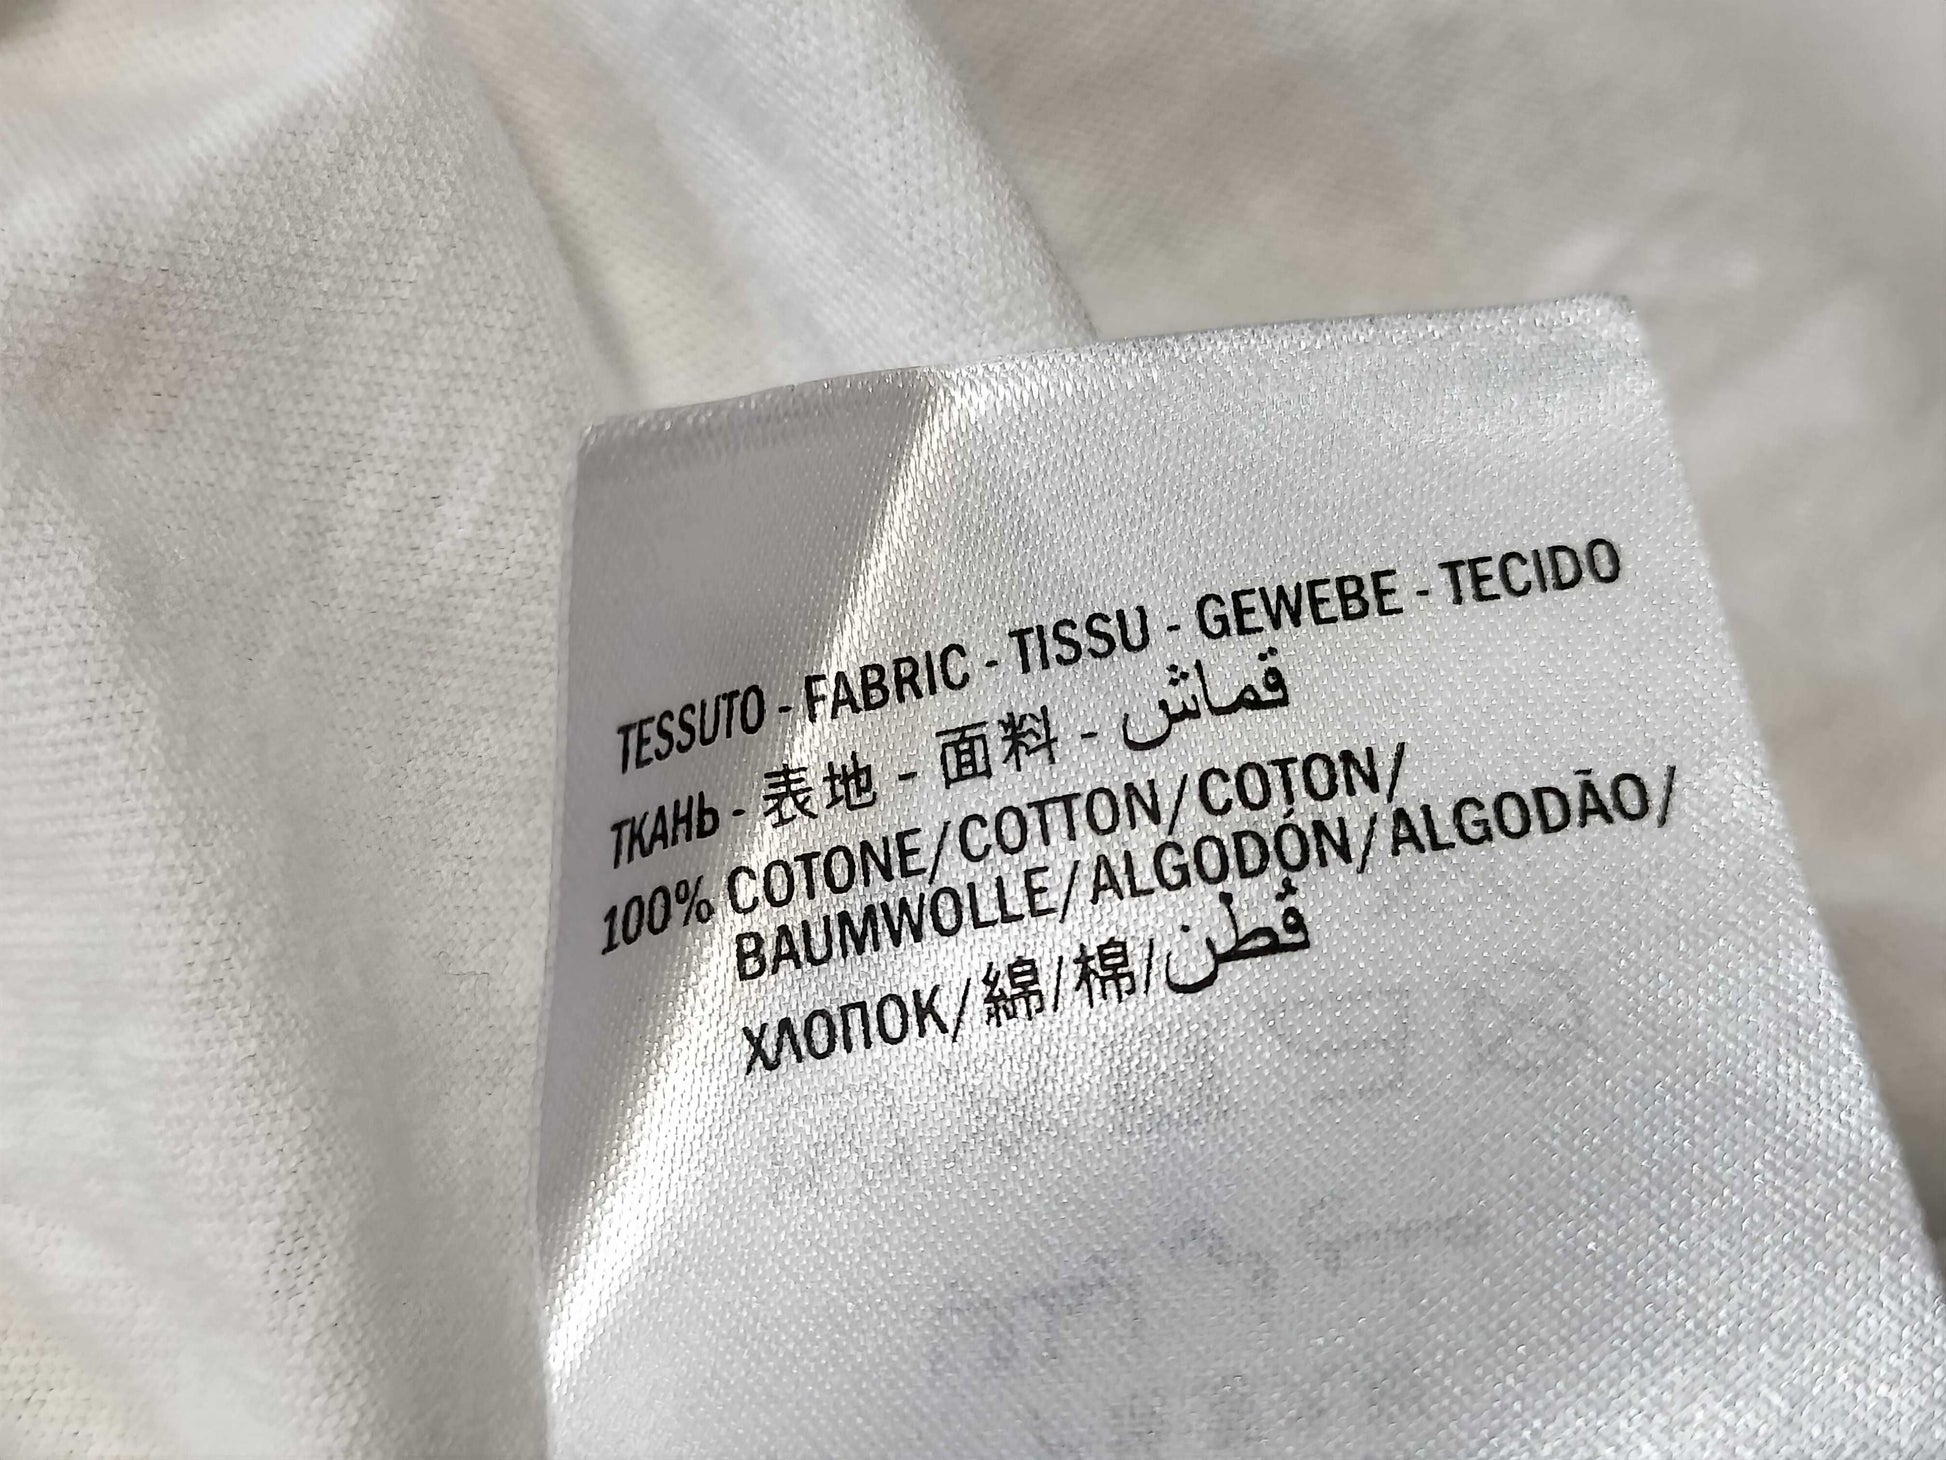 TESSUTO - FABRIC - TISSU - GEWEBE - TECIDO
ТКАНЬ - 表地 - 面料 - قماش
100% COTONE/COTTON/COTON/
BAUMWOLLE/ALGODÓN/ALGODÃO/
ХЛОПОК/綿/棉/قطن